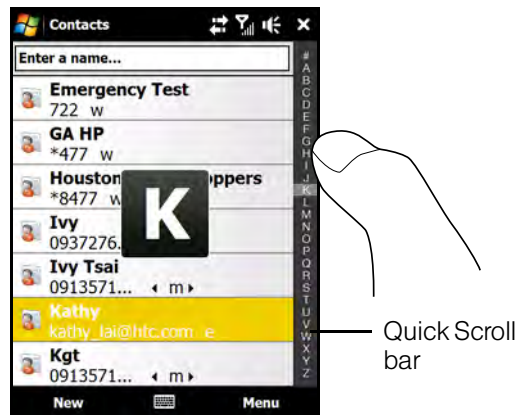 Contacts
Enter a name...
Emergency Test
722 w
GA HP
*477 w
Houston ppers
*8477 w
K
Ivy
0937276.
Ivy Tsai
0913571... m
Kathy
kathy_lai@htc.com e
Kgt
0913571... m
New Menu
#
A
B
C
D
E
F
G
H
I
J
K
L
M
N
O
P
Q
R
S
T
U
V
W
X
Y
Z
Quick Scroll
bar